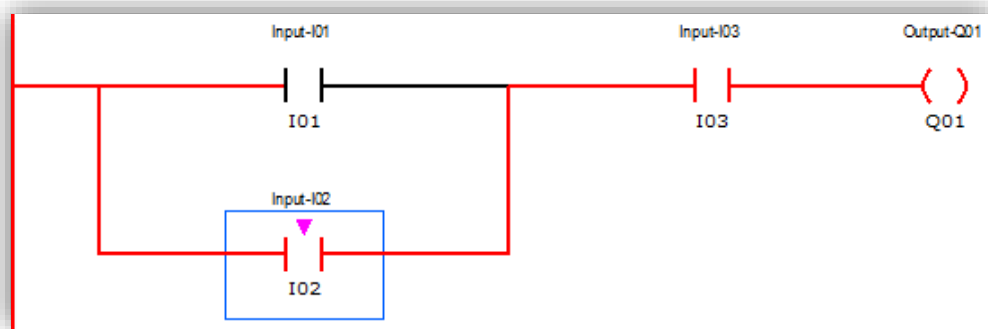 Input-I01 Input-I03 Output-Q01
I01 I03 Q01
Input-I02
I02